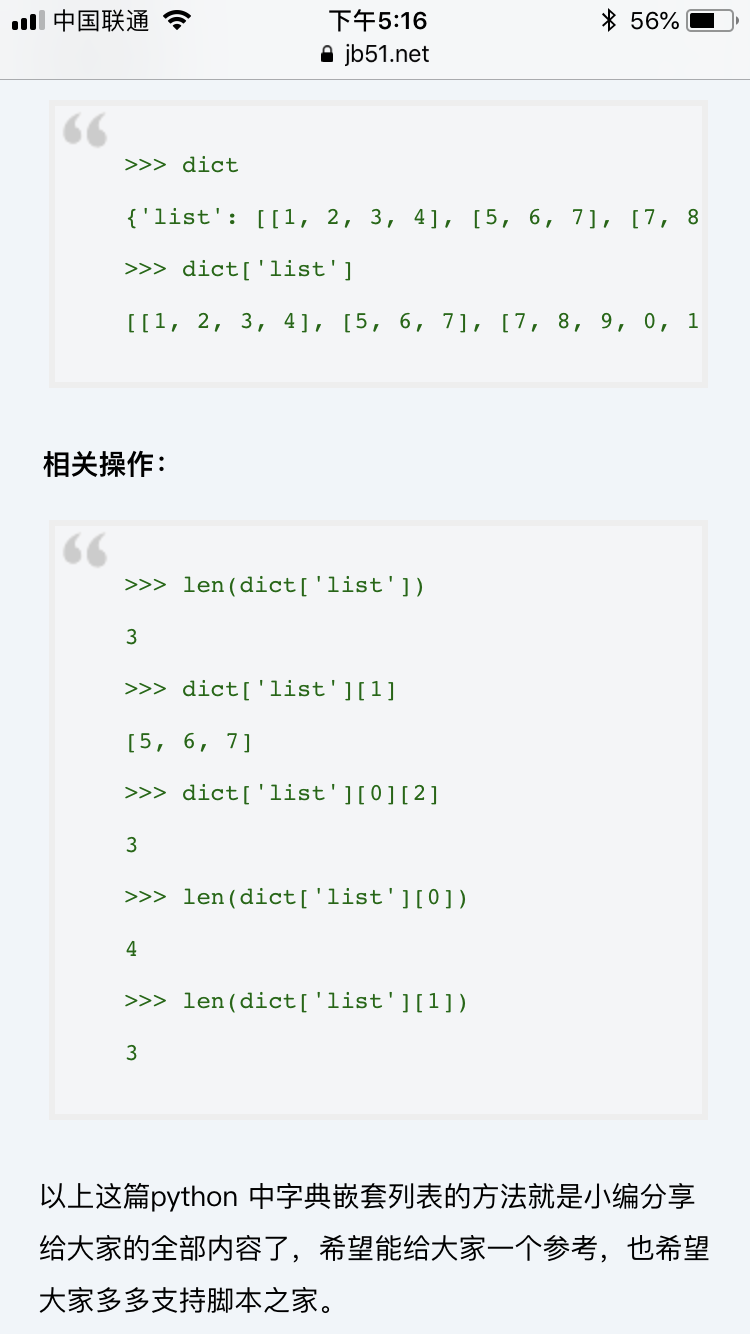 中国联通 下午5:16 56%
jb51.net
>>> dict
{'list': [[1, 2, 3, 4], [5, 6, 7], [7, 8
>>> dict['list']
[[1, 2, 3, 4], [5, 6, 7], [7, 8, 9, 0, 1
相关操作：
>>> len(dict['list'])
3
>>> dict['list'][1]
[5, 6, 7]
>>> dict['list'][0][2]
3
>>> len(dict['list'][0])
4
>>> len(dict['list'][1])
3
以上这篇python 中字典嵌套列表的方法就是小编分享
给大家的全部内容了，希望能给大家一个参考，也希望
大家多多支持脚本之家。